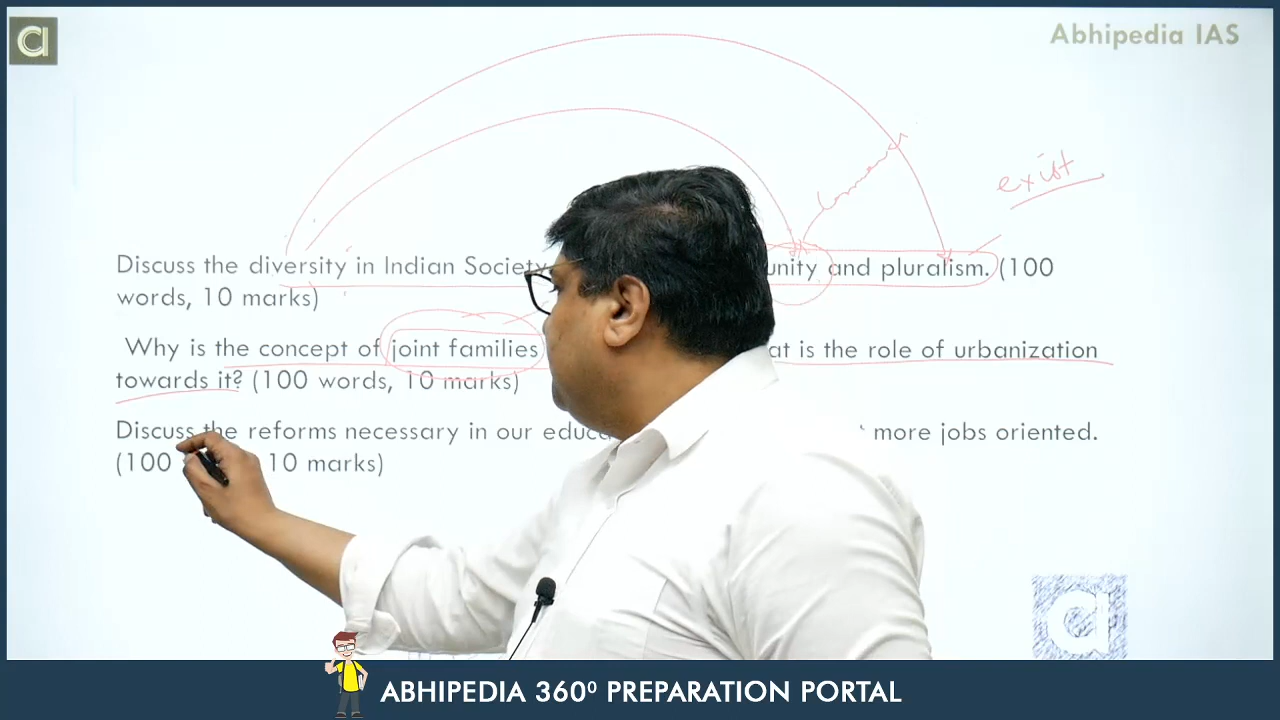 Abhipedia IAS
exist
Discuss the diversity in Indian Society unity and pluralism. (100
words, 10 marks)
Why is the concept of joint families is the role of urbanization
towards it? (100 words, 10 marks)
Discuss the reforms necessary in our more jobs oriented.
(100 10 marks)
ABHIPEDIA 360⁰ PREPARATION PORTAL